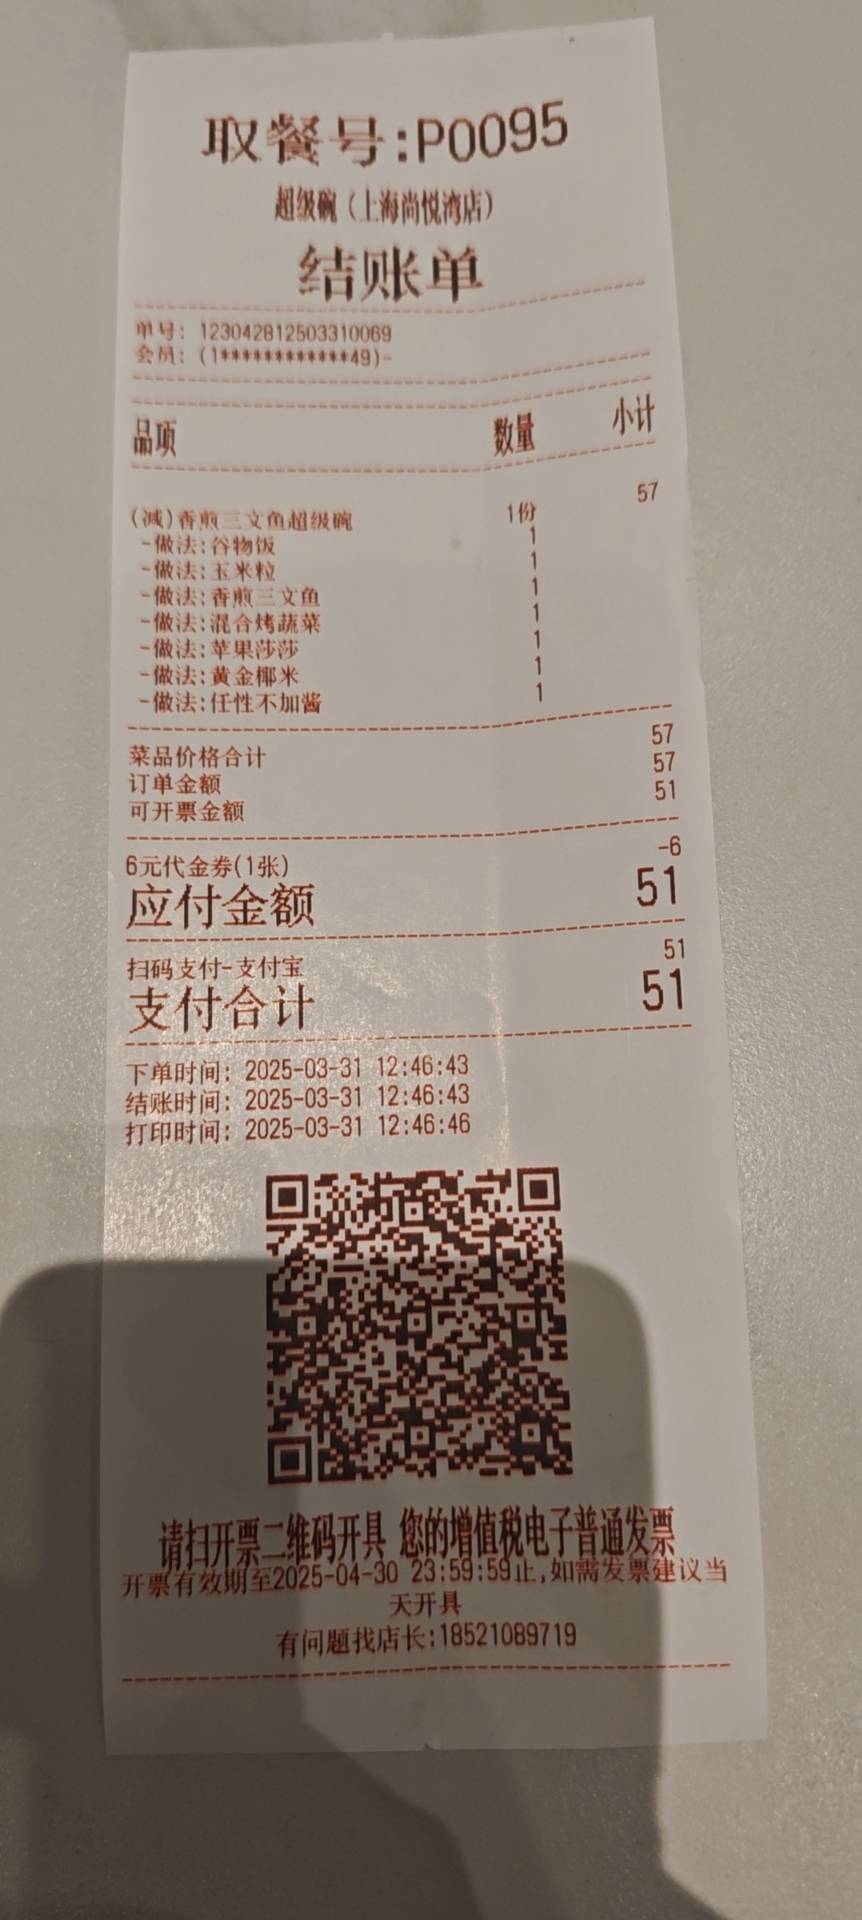 取餐号:P0095
超级碗（上海尚悦湾店）
结账单
单号: 123042812503310069
会员: (1************49)-
品项 数量 小计
(减)香煎三文鱼超级碗 1份 57
-做法:谷物饭 1
-做法:玉米粒 1
-做法:香煎三文鱼 1
-做法:混合烤蔬菜 1
-做法:苹果莎莎 1
-做法:黄金椰米 1
-做法:任性不加酱 1
菜品价格合计 57
订单金额 57
可开票金额 51
6元代金券(1张) -6
应付金额 51
扫码支付-支付宝 51
支付合计 51
下单时间: 2025-03-31 12:46:43
结账时间: 2025-03-31 12:46:43
打印时间: 2025-03-31 12:46:46
请扫开票二维码开具 您的增值税电子普通发票
开票有效期至2025-04-30 23:59:59止,如需发票建议当
天开具
有问题找店长:18521089719